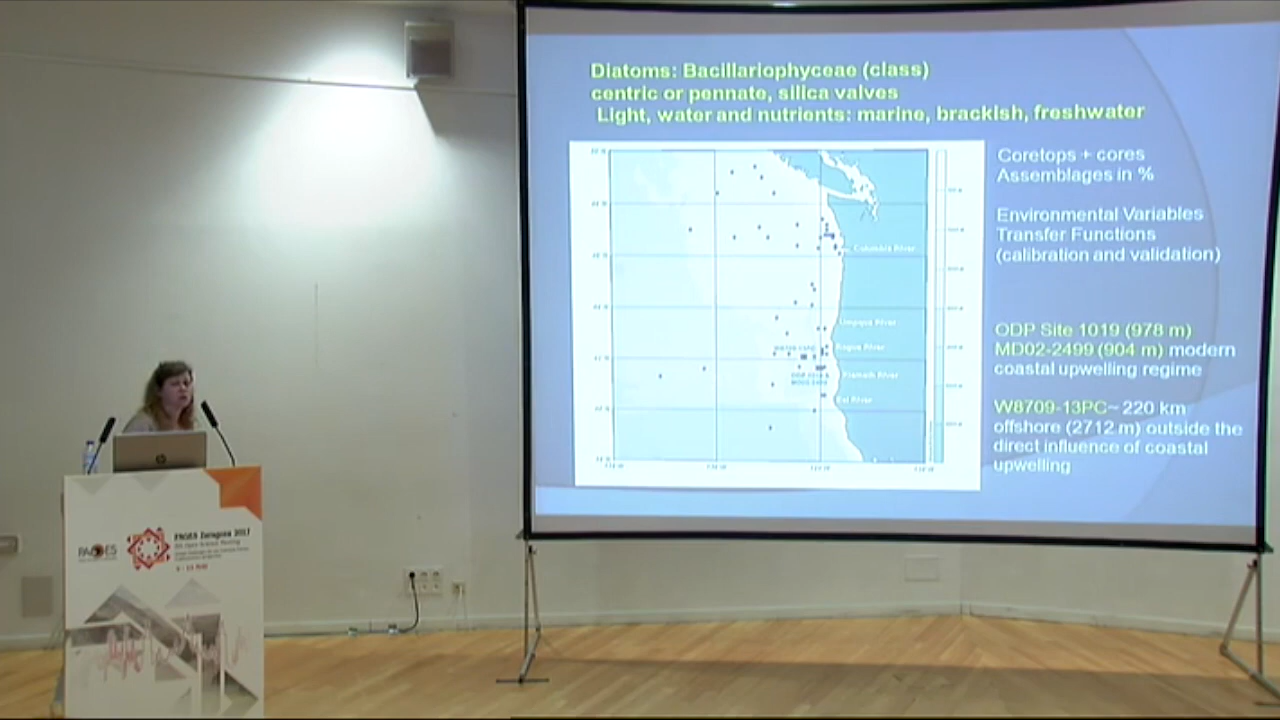 Diatoms: Bacillariophyceae (class)
centric or pennate, silica valves
Light, water and nutrients: marine, brackish, freshwater
Coretops + cores
Assemblages in %
Environmental Variables
Transfer Functions
(calibration and validation)
ODP Site 1019 (978 m)
MD02-2499 (904 m) modern
coastal upwelling regime
W8709-13PC~ 220 km
offshore (2712 m) outside the
direct influence of coastal
upwelling
Columbia River
Umpqua River
Rogue River
Klamath River
Eel River
PAGES
PAGES Zaragoza 2017
hp